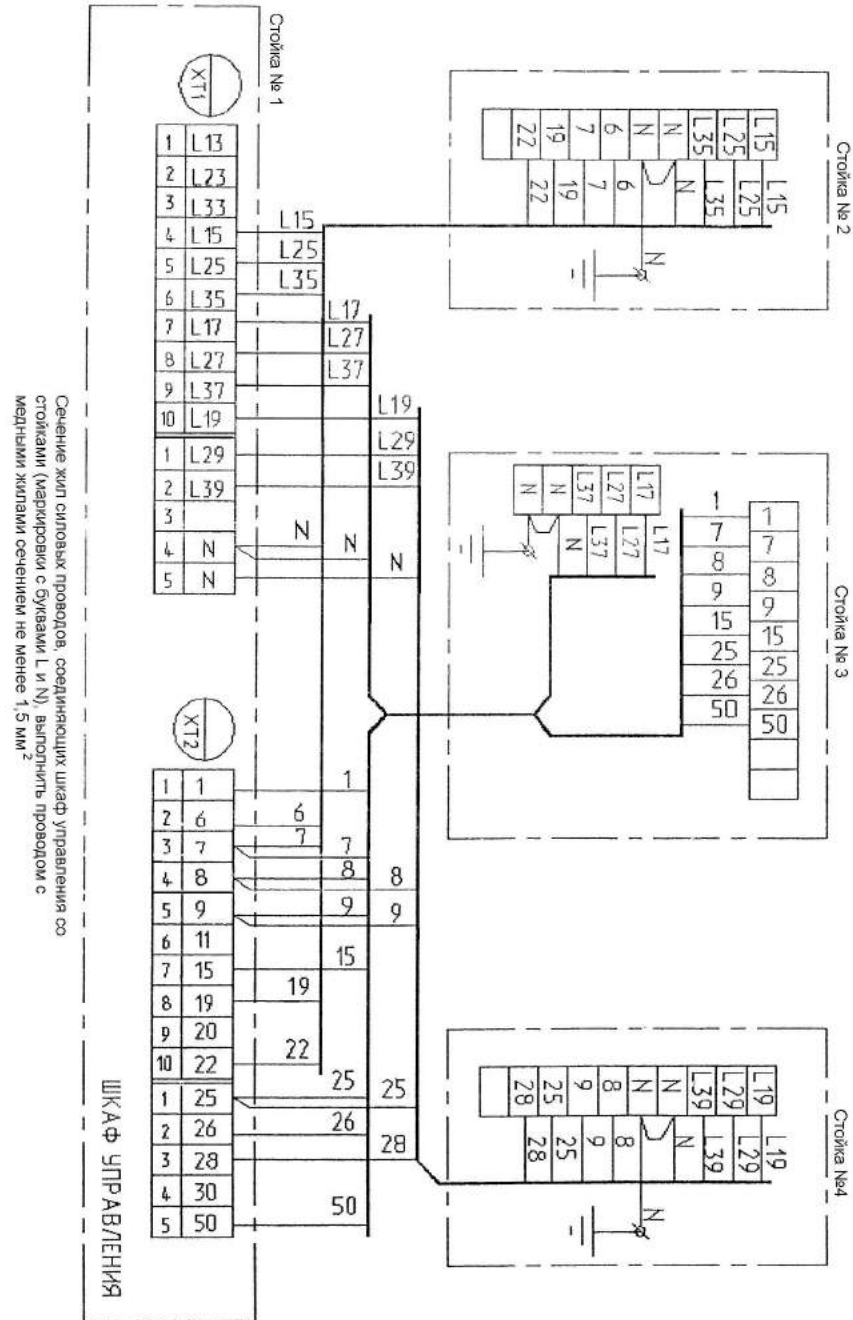 Стойка № 1
XT1
1 L13
2 L23
3 L33
4 L15
5 L25
6 L35
7 L17
8 L27
9 L37
10 L19
1 L29
2 L39
3
4 N
5 N
L15
L25
L35
L17
L27
L37
L19
L29
L39
N
N
N
XT2
1 1
2 6
3 7
4 8
5 9
6 11
7 15
8 19
9 20
10 22
1 25
2 26
3 28
4 30
5 50
1
6
7
7
8
8
9
9
15
19
22
25
25
26
28
50
ШКАФ УПРАВЛЕНИЯ
Стойка № 2
L15
L25
L35
N
N
6
7
19
22
L15
L25
L35
N
6
7
19
22
N
Стойка № 3
L17
L27
L37
N
N
L17
L27
L37
N
1
7
8
9
15
25
26
50
1
7
8
9
15
25
26
50
Стойка №4
L19
L29
L39
N
N
8
9
25
28
L19
L29
L39
N
8
9
25
28
N
Сечение жил силовых проводов, соединяющих шкаф управления со
стойками (маркировки с буквами L и N), выполнить проводом с
медными жилами сечением не менее 1,5 мм²